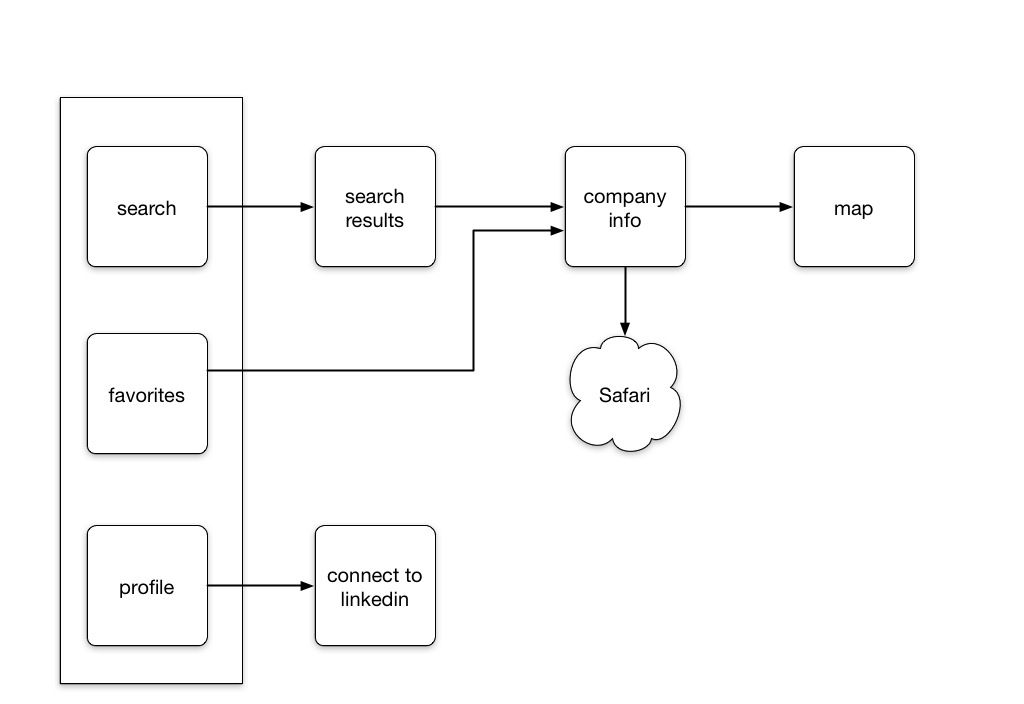 search
search
results
company
info
map
favorites
Safari
profile
connect to
linkedin